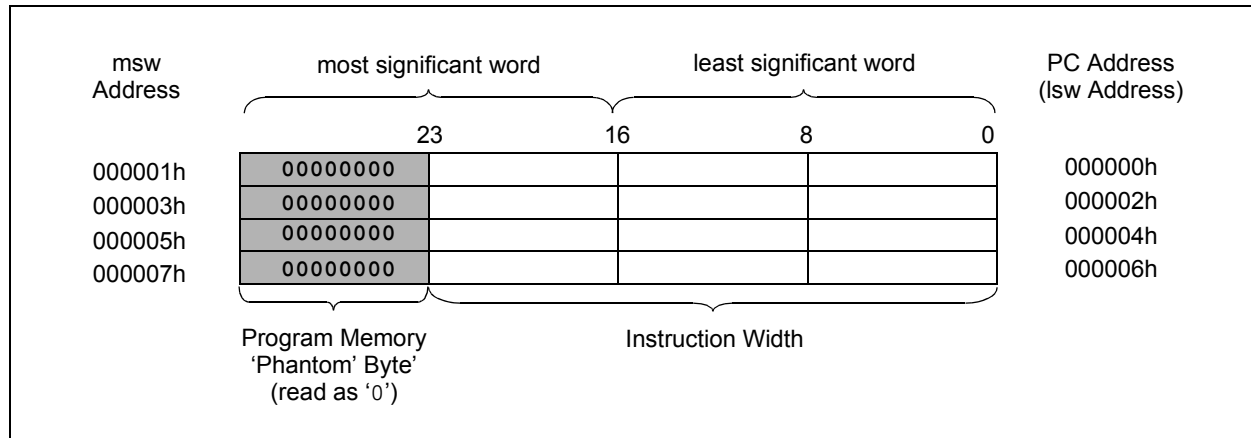 msw
Address
most significant word
least significant word
PC Address
(lsw Address)
23
16
8
0
000001h
00000000
000000h
000003h
00000000
000002h
000005h
00000000
000004h
000007h
00000000
000006h
Program Memory
‘Phantom’ Byte’
(read as ‘0’)
Instruction Width